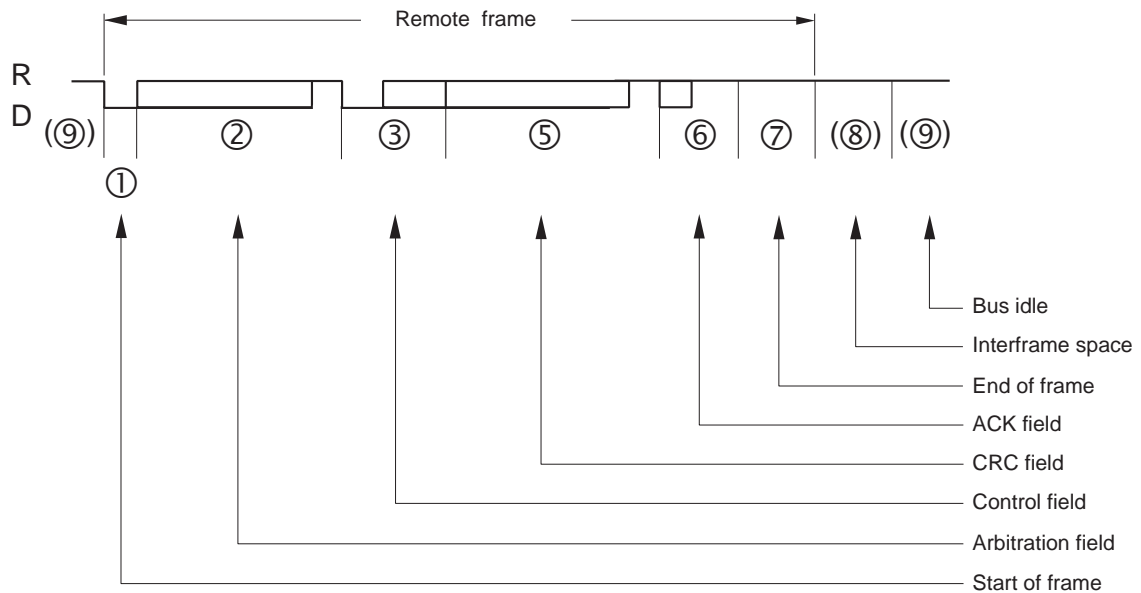 Remote frame
R
D
(⑨) ② ③ ⑤ ⑥ ⑦ (⑧) (⑨)
①
Bus idle
Interframe space
End of frame
ACK field
CRC field
Control field
Arbitration field
Start of frame